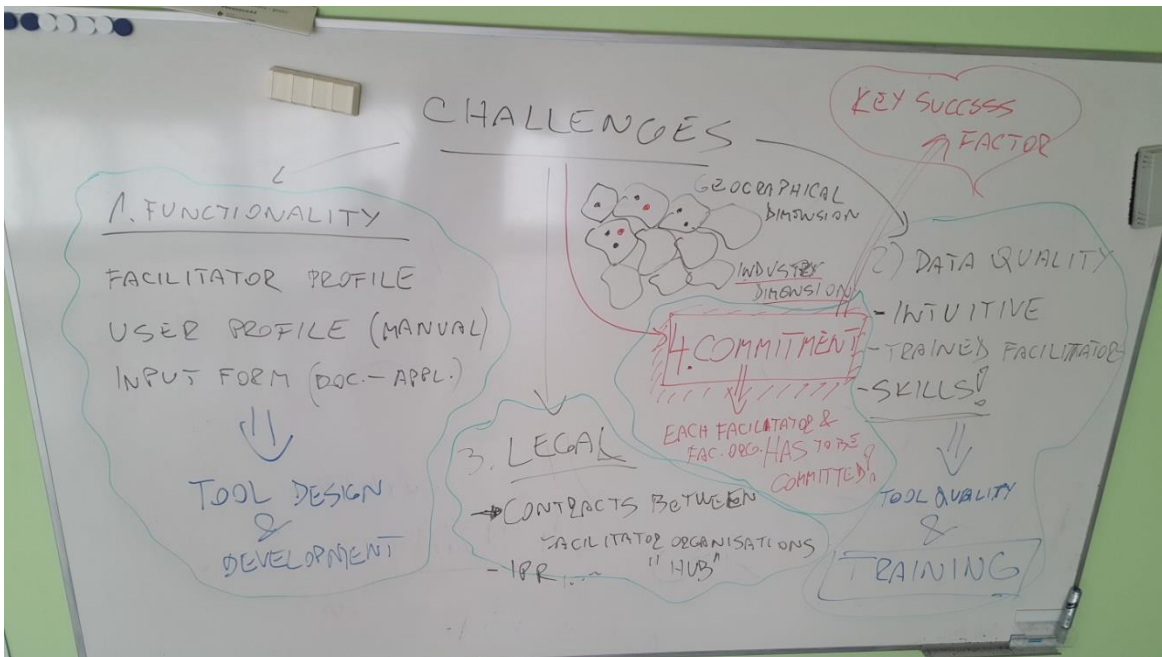 CHALLENGES
KEY SUCCSSS
FACTOR
1. FUNCTIONALITY
FACILITATOR PROFILE
USER PROFILE (MANUAL)
INPUT FORM (DOC.-APPL.)
TOOL DESIGN
&
DEVELOPMENT
GEOGRAPHICAL
DIMENSION
INDUSTRY
DIMENSION
2) DATA QUALITY
- INTUITIVE
- TRAINED FACILITATOR
- SKILLS!
TOOL QUALITY
&
TRAINING
3. LEGAL
CONTRACTS BETWEEN
FACILITATOR ORGANISATIONS
"HUB"
- IPR....
4. COMMITMENT
EACH FACILITATOR &
FAC. ORG. HAS TO BE
COMMITTED!